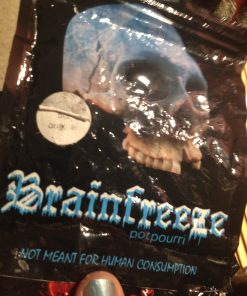 Brainfreeze
potpourri
NOT MEANT FOR HUMAN CONSUMPTION